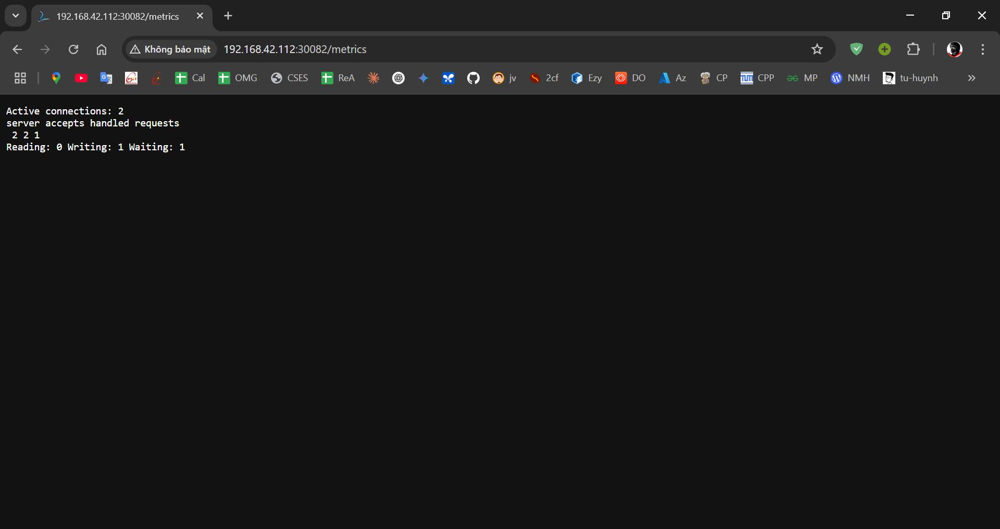 192.168.42.112:30082/metrics
Không bảo mật 192.168.42.112:30082/metrics
Cal OMG CSES ReA jv 2cf Ezy DO Az CP CPP MP NMH tu-huynh
Active connections: 2
server accepts handled requests
2 2 1
Reading: 0 Writing: 1 Waiting: 1